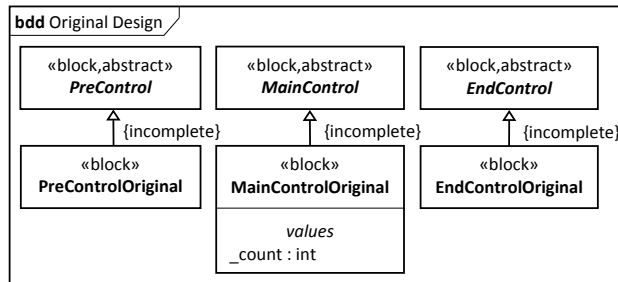 bdd Original Design
«block,abstract»
PreControl
«block,abstract»
MainControl
«block,abstract»
EndControl
{incomplete}
{incomplete}
{incomplete}
«block»
PreControlOriginal
«block»
MainControlOriginal
values
_count : int
«block»
EndControlOriginal